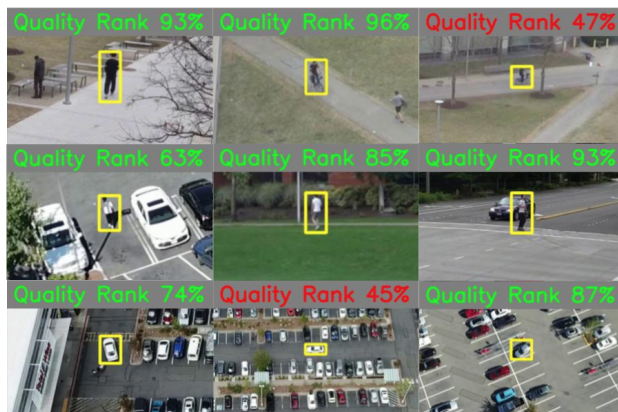 Quality Rank 93%
Quality Rank 96%
Quality Rank 47%
Quality Rank 63%
Quality Rank 85%
Quality Rank 93%
Quality Rank 74%
Quality Rank 45%
Quality Rank 87%